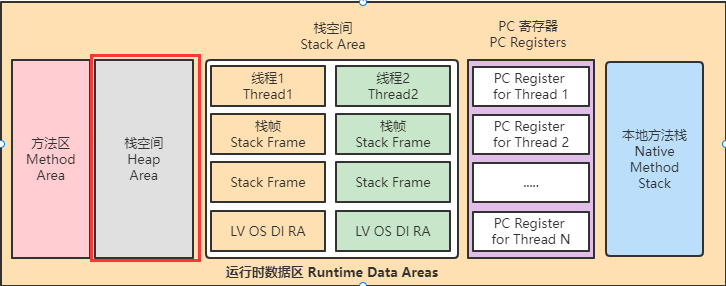 方法区
Method
Area
栈空间
Heap
Area
栈空间
Stack Area
线程1
Thread1
栈帧
Stack Frame
Stack Frame
LV OS DI RA
线程2
Thread2
栈帧
Stack Frame
Stack Frame
LV OS DI RA
PC 寄存器
PC Registers
PC Register
for Thread 1
PC Register
for Thread 2
.....
PC Register
for Thread N
本地方法栈
Native
Method
Stack
运行时数据区 Runtime Data Areas